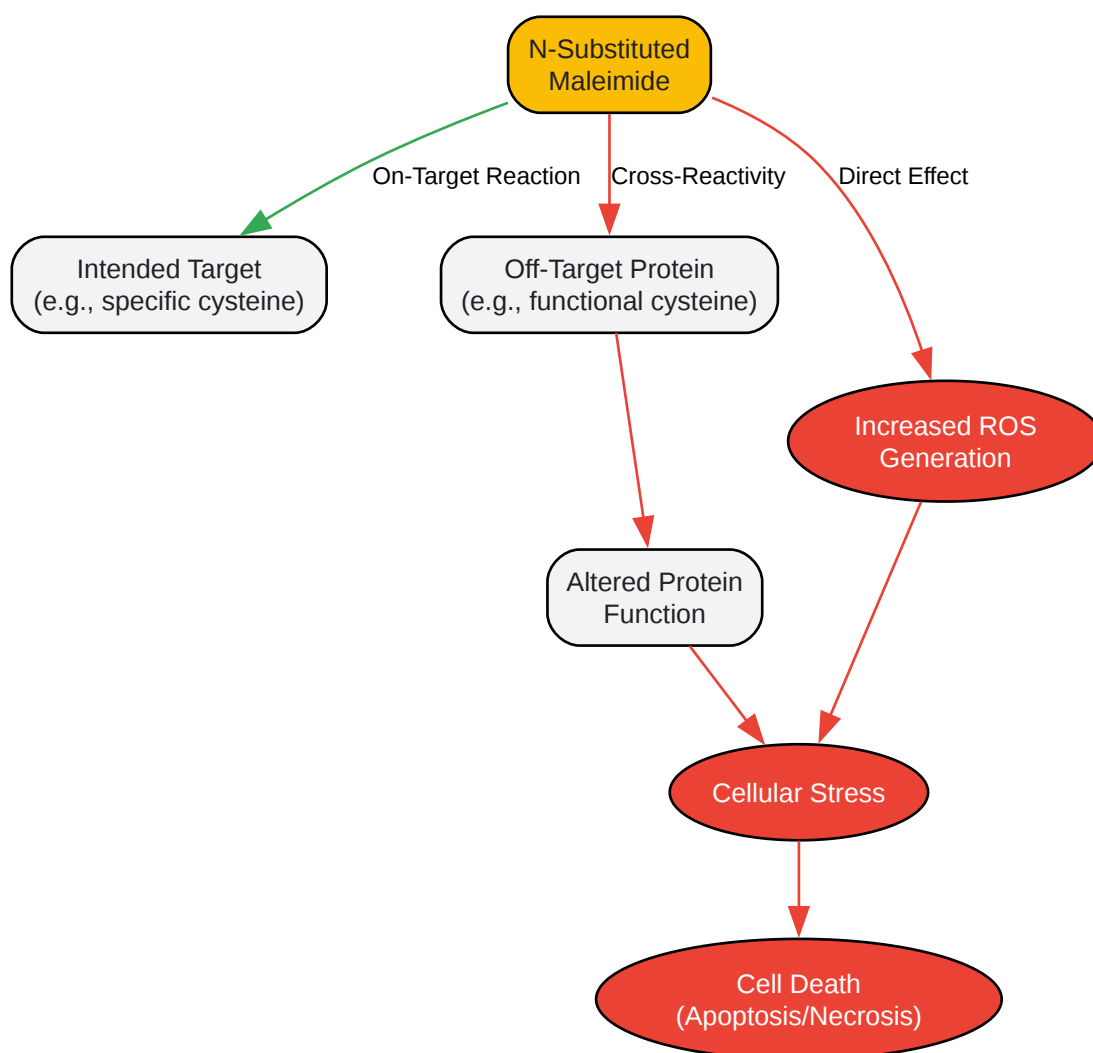 N-Substituted
Maleimide
On-Target Reaction
Cross-Reactivity
Direct Effect
Intended Target
(e.g., specific cysteine)
Off-Target Protein
(e.g., functional cysteine)
Increased ROS
Generation
Altered Protein
Function
Cellular Stress
Cell Death
(Apoptosis/Necrosis)